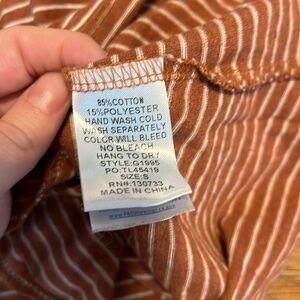 85%COTTON
15%POLYESTER
HAND WASH COLD
WASH SEPARATELY
COLOR WILL BLEED
NO BLEACH
HANG TO DRY
STYLE:G1995
PO:TL45419
SIZE:S
RN#:130733
MADE IN CHINA